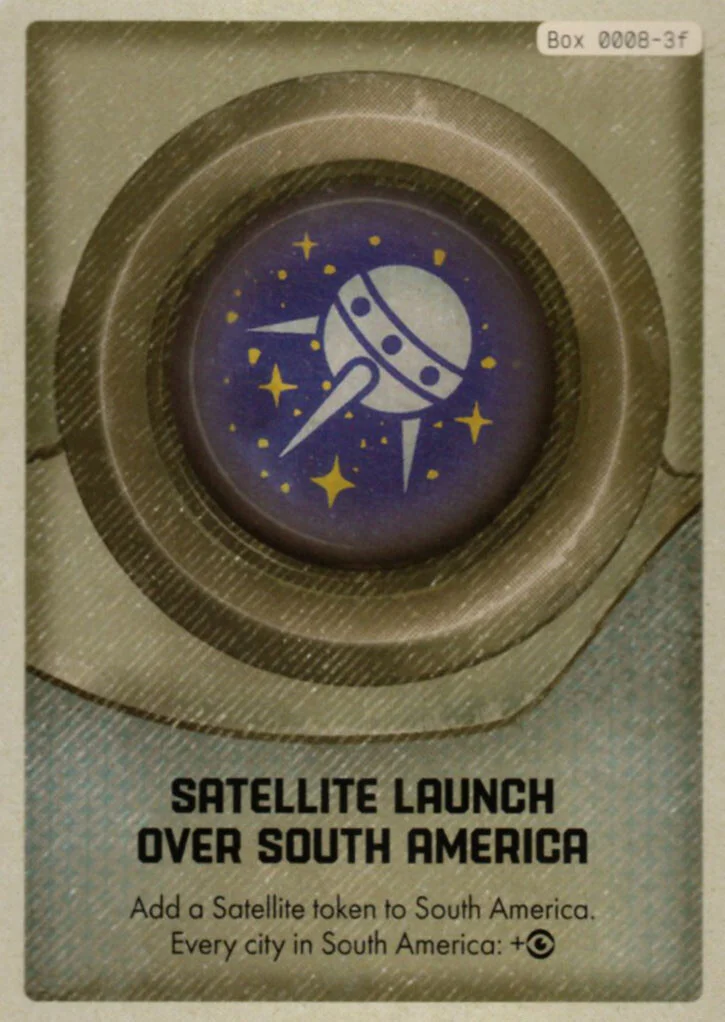 Box 0008-3f
SATELLITE LAUNCH
OVER SOUTH AMERICA
Add a Satellite token to South America.
Every city in South America: +